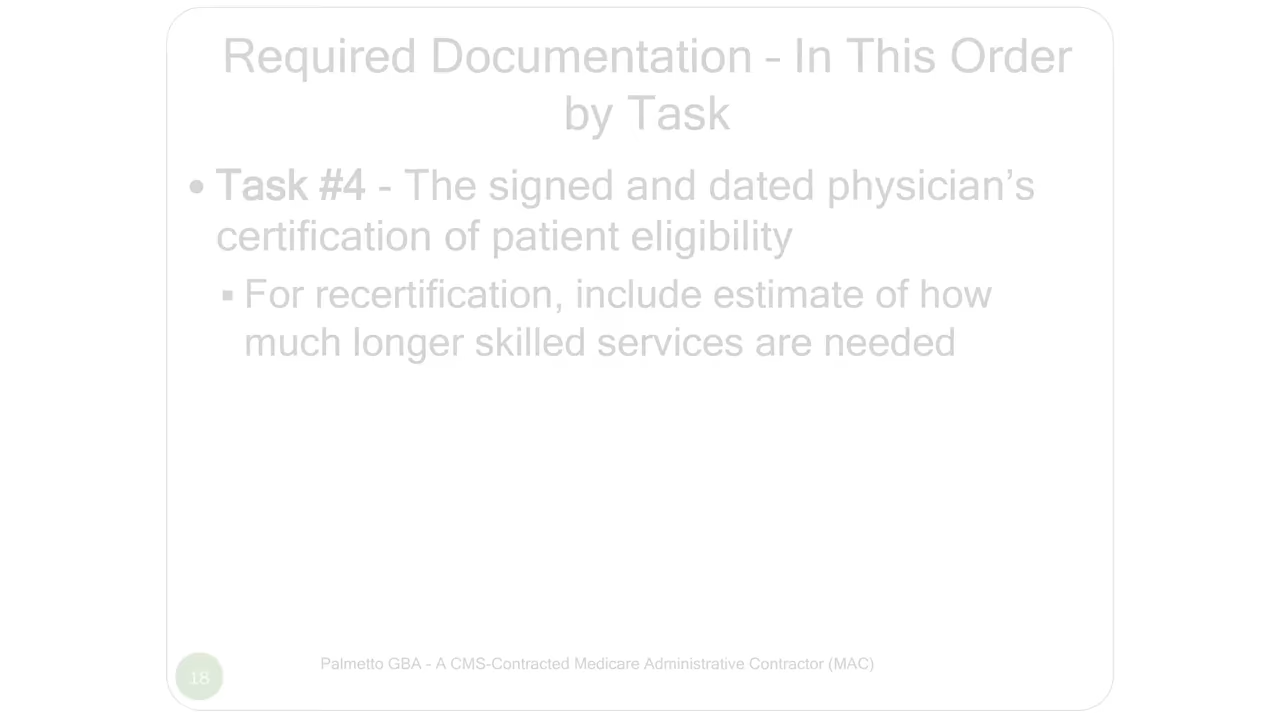 Required Documentation - In This Order
by Task
• Task #4 - The signed and dated physician’s
certification of patient eligibility
▪ For recertification, include estimate of how
much longer skilled services are needed
Palmetto GBA - A CMS-Contracted Medicare Administrative Contractor (MAC)
18